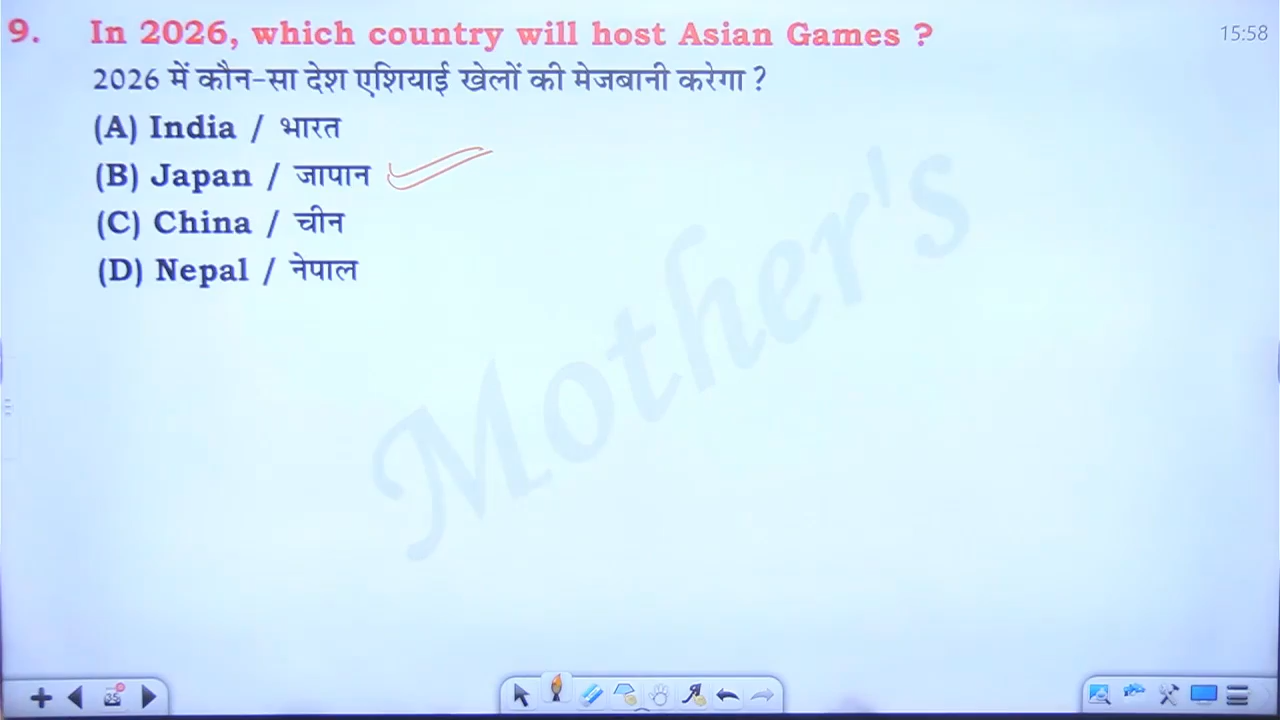 9. In 2026, which country will host Asian Games ?
15:58
2026 में कौन-सा देश एशियाई खेलों की मेजबानी करेगा ?
(A) India / भारत
(B) Japan / जापान
(C) China / चीन
(D) Nepal / नेपाल
Mother's
35